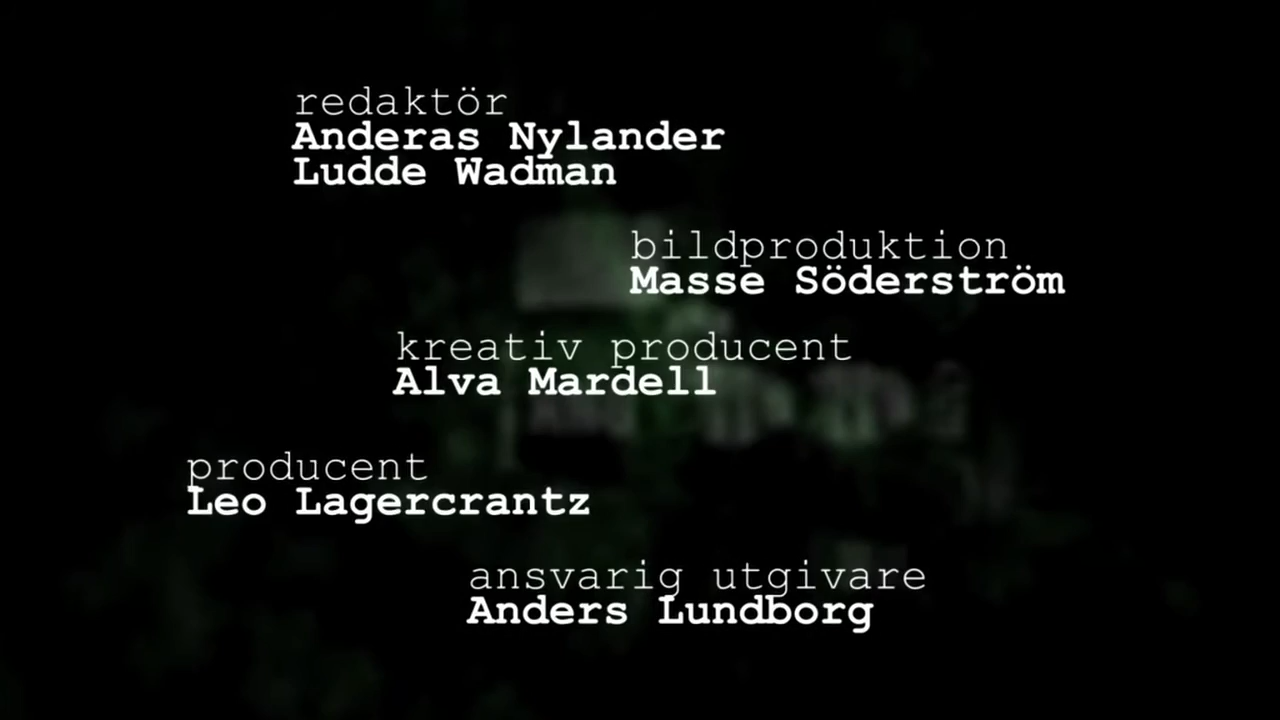 redaktör
Anderas Nylander
Ludde Wadman
bildproduktion
Masse Söderström
kreativ producent
Alva Mardell
producent
Leo Lagercrantz
ansvarig utgivare
Anders Lundborg